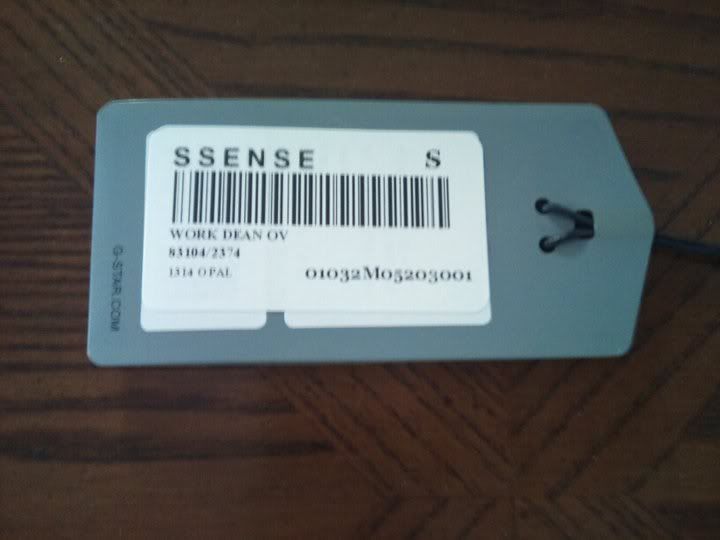 SSENSE S
WORK DEAN OV
83104/2374
1314 OPAL
01032M05203001
G-STAR.COM